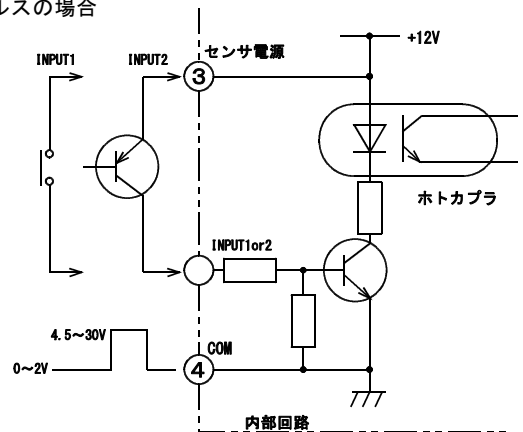 ルスの場合
センサ電源
+12V
INPUT1
INPUT2
3
ホトカプラ
INPUT1or2
4.5〜30V
COM
0〜2V
4
内部回路